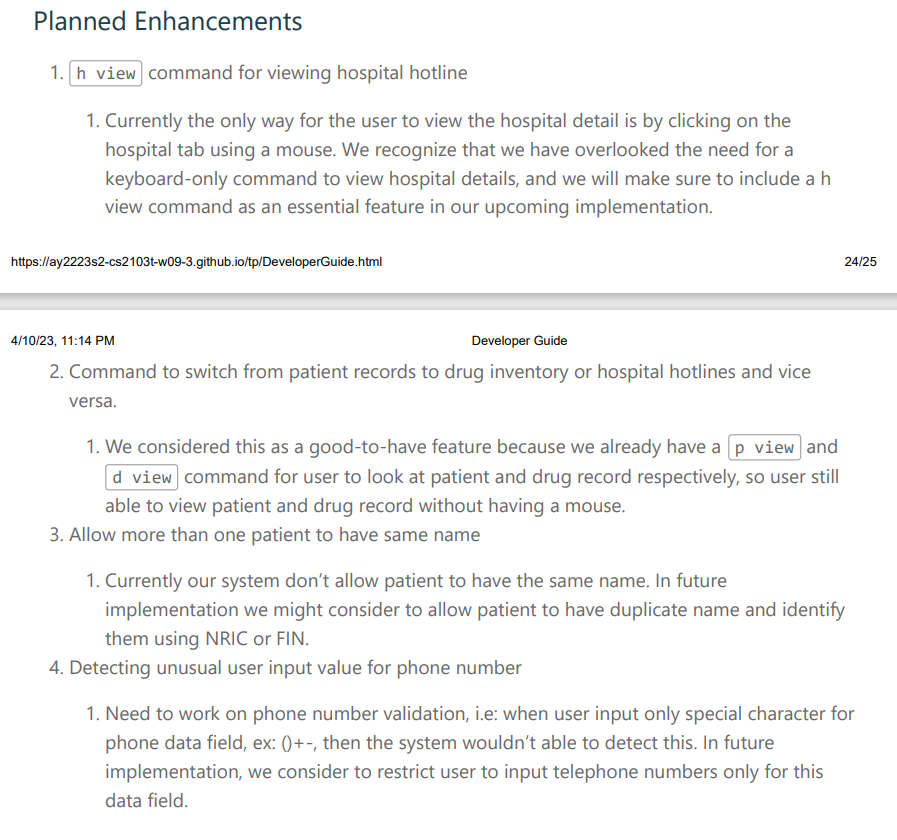 Planned Enhancements
1. h view command for viewing hospital hotline
1. Currently the only way for the user to view the hospital detail is by clicking on the
hospital tab using a mouse. We recognize that we have overlooked the need for a
keyboard-only command to view hospital details, and we will make sure to include a h
view command as an essential feature in our upcoming implementation.
https://ay2223s2-cs2103t-w09-3.github.io/tp/DeveloperGuide.html 24/25
4/10/23, 11:14 PM Developer Guide
2. Command to switch from patient records to drug inventory or hospital hotlines and vice
versa.
1. We considered this as a good-to-have feature because we already have a p view and
d view command for user to look at patient and drug record respectively, so user still
able to view patient and drug record without having a mouse.
3. Allow more than one patient to have same name
1. Currently our system don’t allow patient to have the same name. In future
implementation we might consider to allow patient to have duplicate name and identify
them using NRIC or FIN.
4. Detecting unusual user input value for phone number
1. Need to work on phone number validation, i.e: when user input only special character for
phone data field, ex: ()+-, then the system wouldn’t able to detect this. In future
implementation, we consider to restrict user to input telephone numbers only for this
data field.